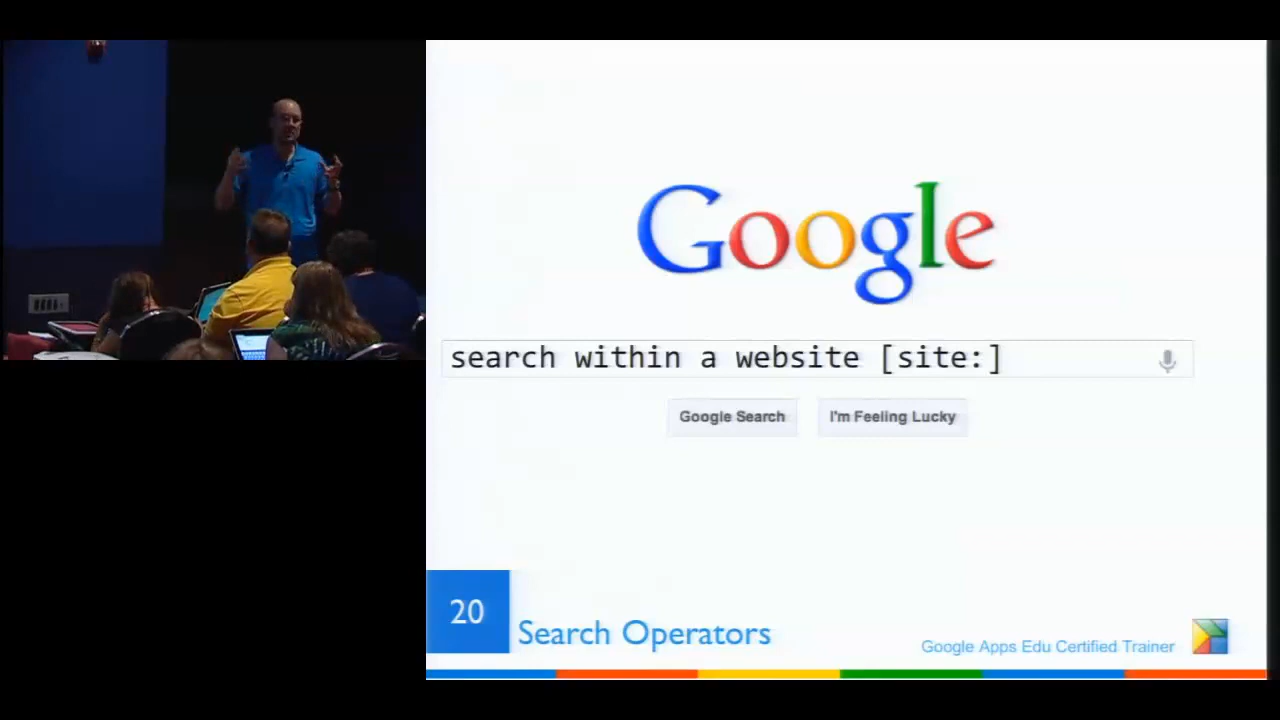 Google
search within a website [site:]
Google Search
I'm Feeling Lucky
20
Search Operators
Google Apps Edu Certified Trainer